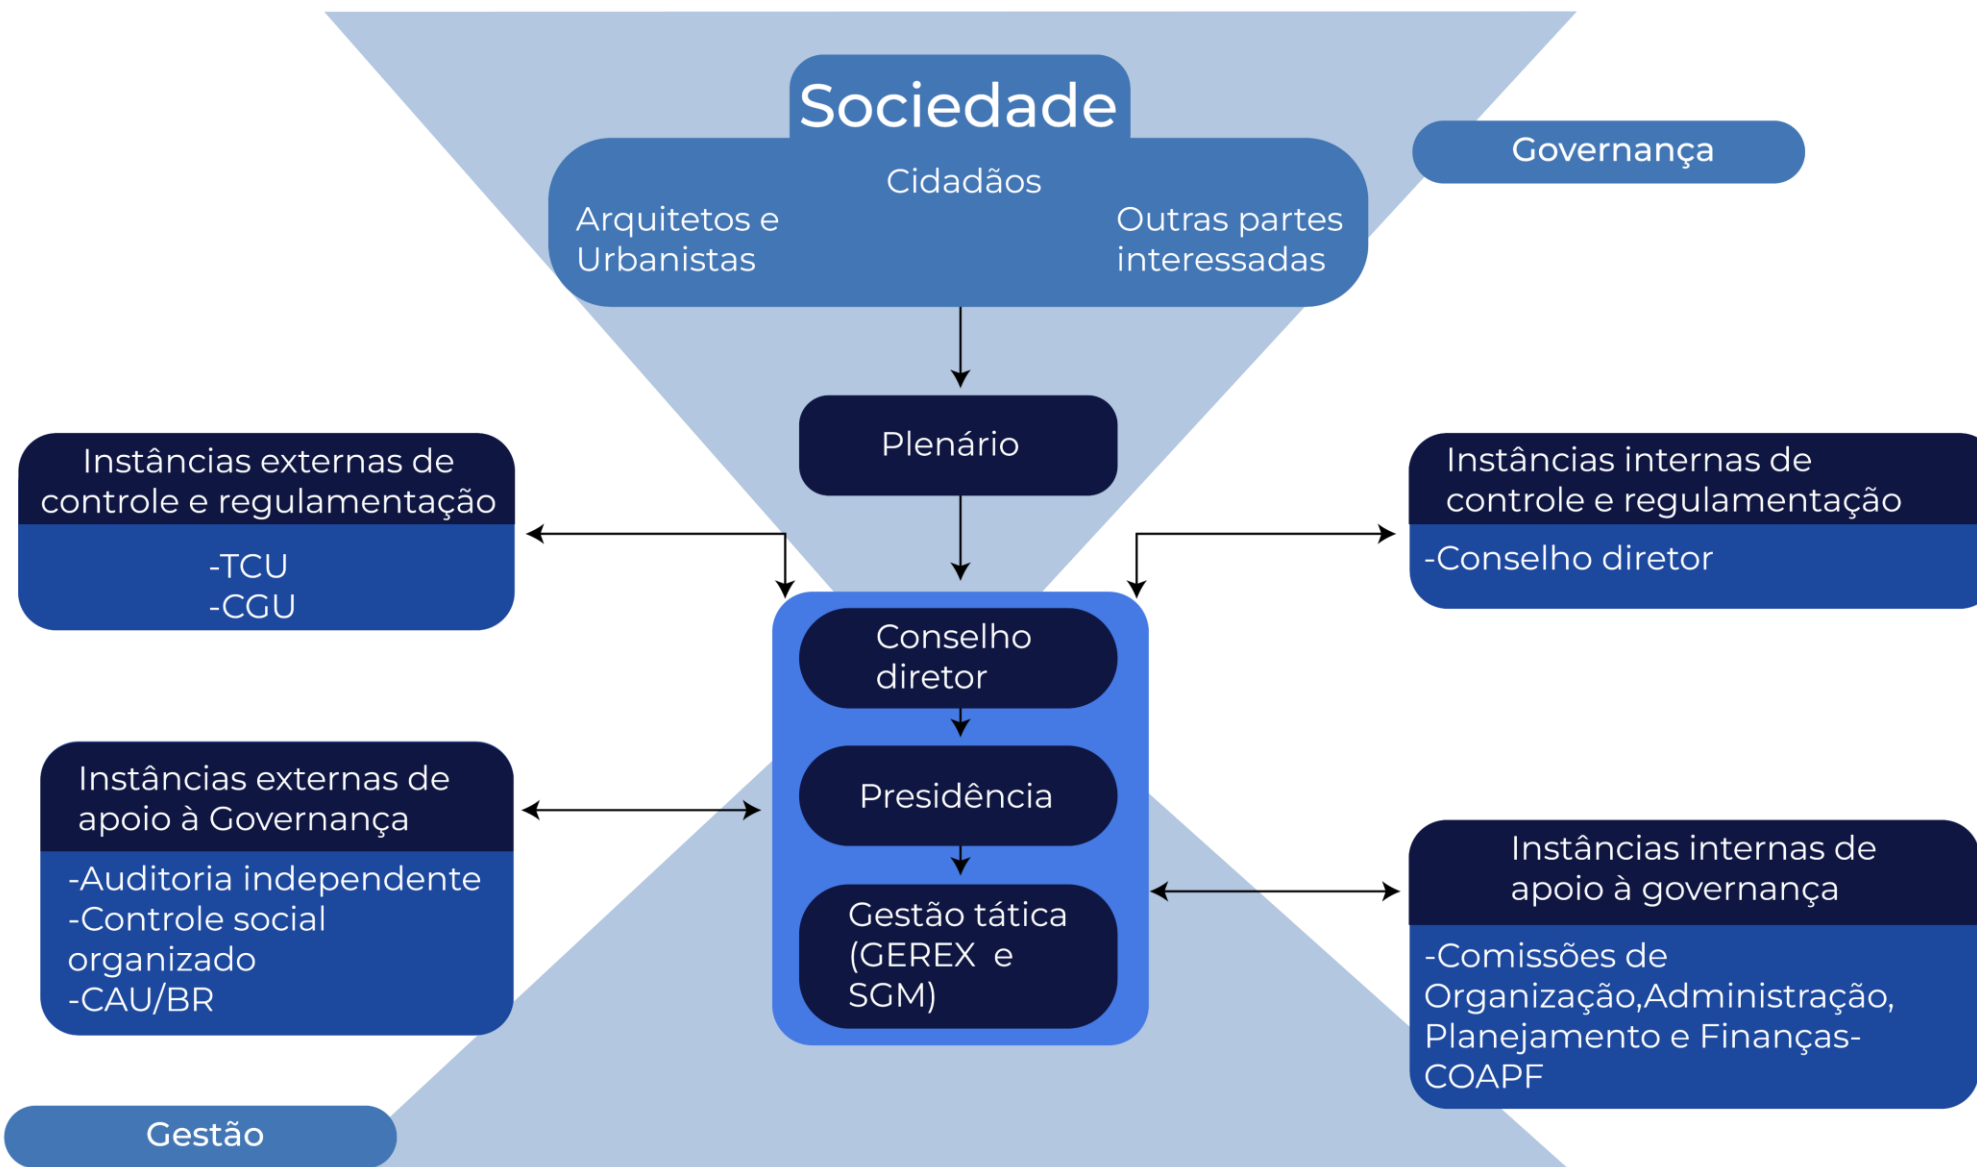 Sociedade
Governança
Cidadãos
Arquitetos e
Urbanistas
Outras partes
interessadas
Plenário
Instâncias externas de
controle e regulamentação
-TCU
-CGU
Instâncias internas de
controle e regulamentação
-Conselho diretor
Conselho
diretor
Presidência
Gestão tática
(GEREX e
SGM)
Instâncias externas de
apoio à Governança
-Auditoria independente
-Controle social
organizado
-CAU/BR
Instâncias internas de
apoio à governança
-Comissões de
Organização,Administração,
Planejamento e Finanças-
COAPF
Gestão